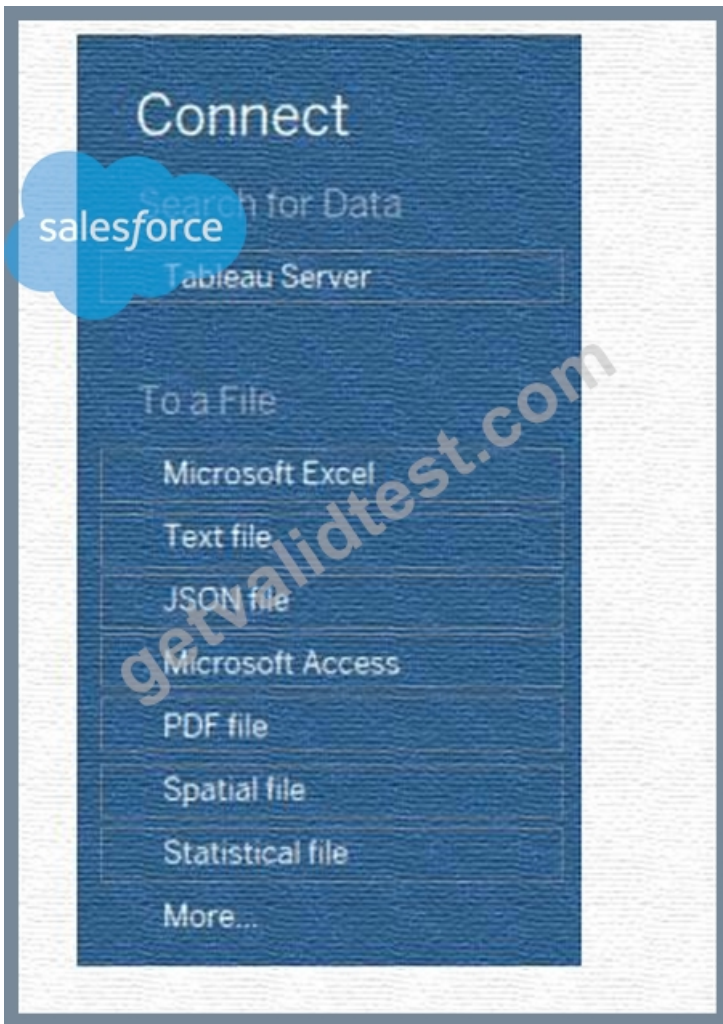 Connect
Search for Data
salesforce
Tableau Server
To a File
Microsoft Excel
Text file
JSON file
Microsoft Access
PDF file
Spatial file
Statistical file
More...
getvalidtest.com